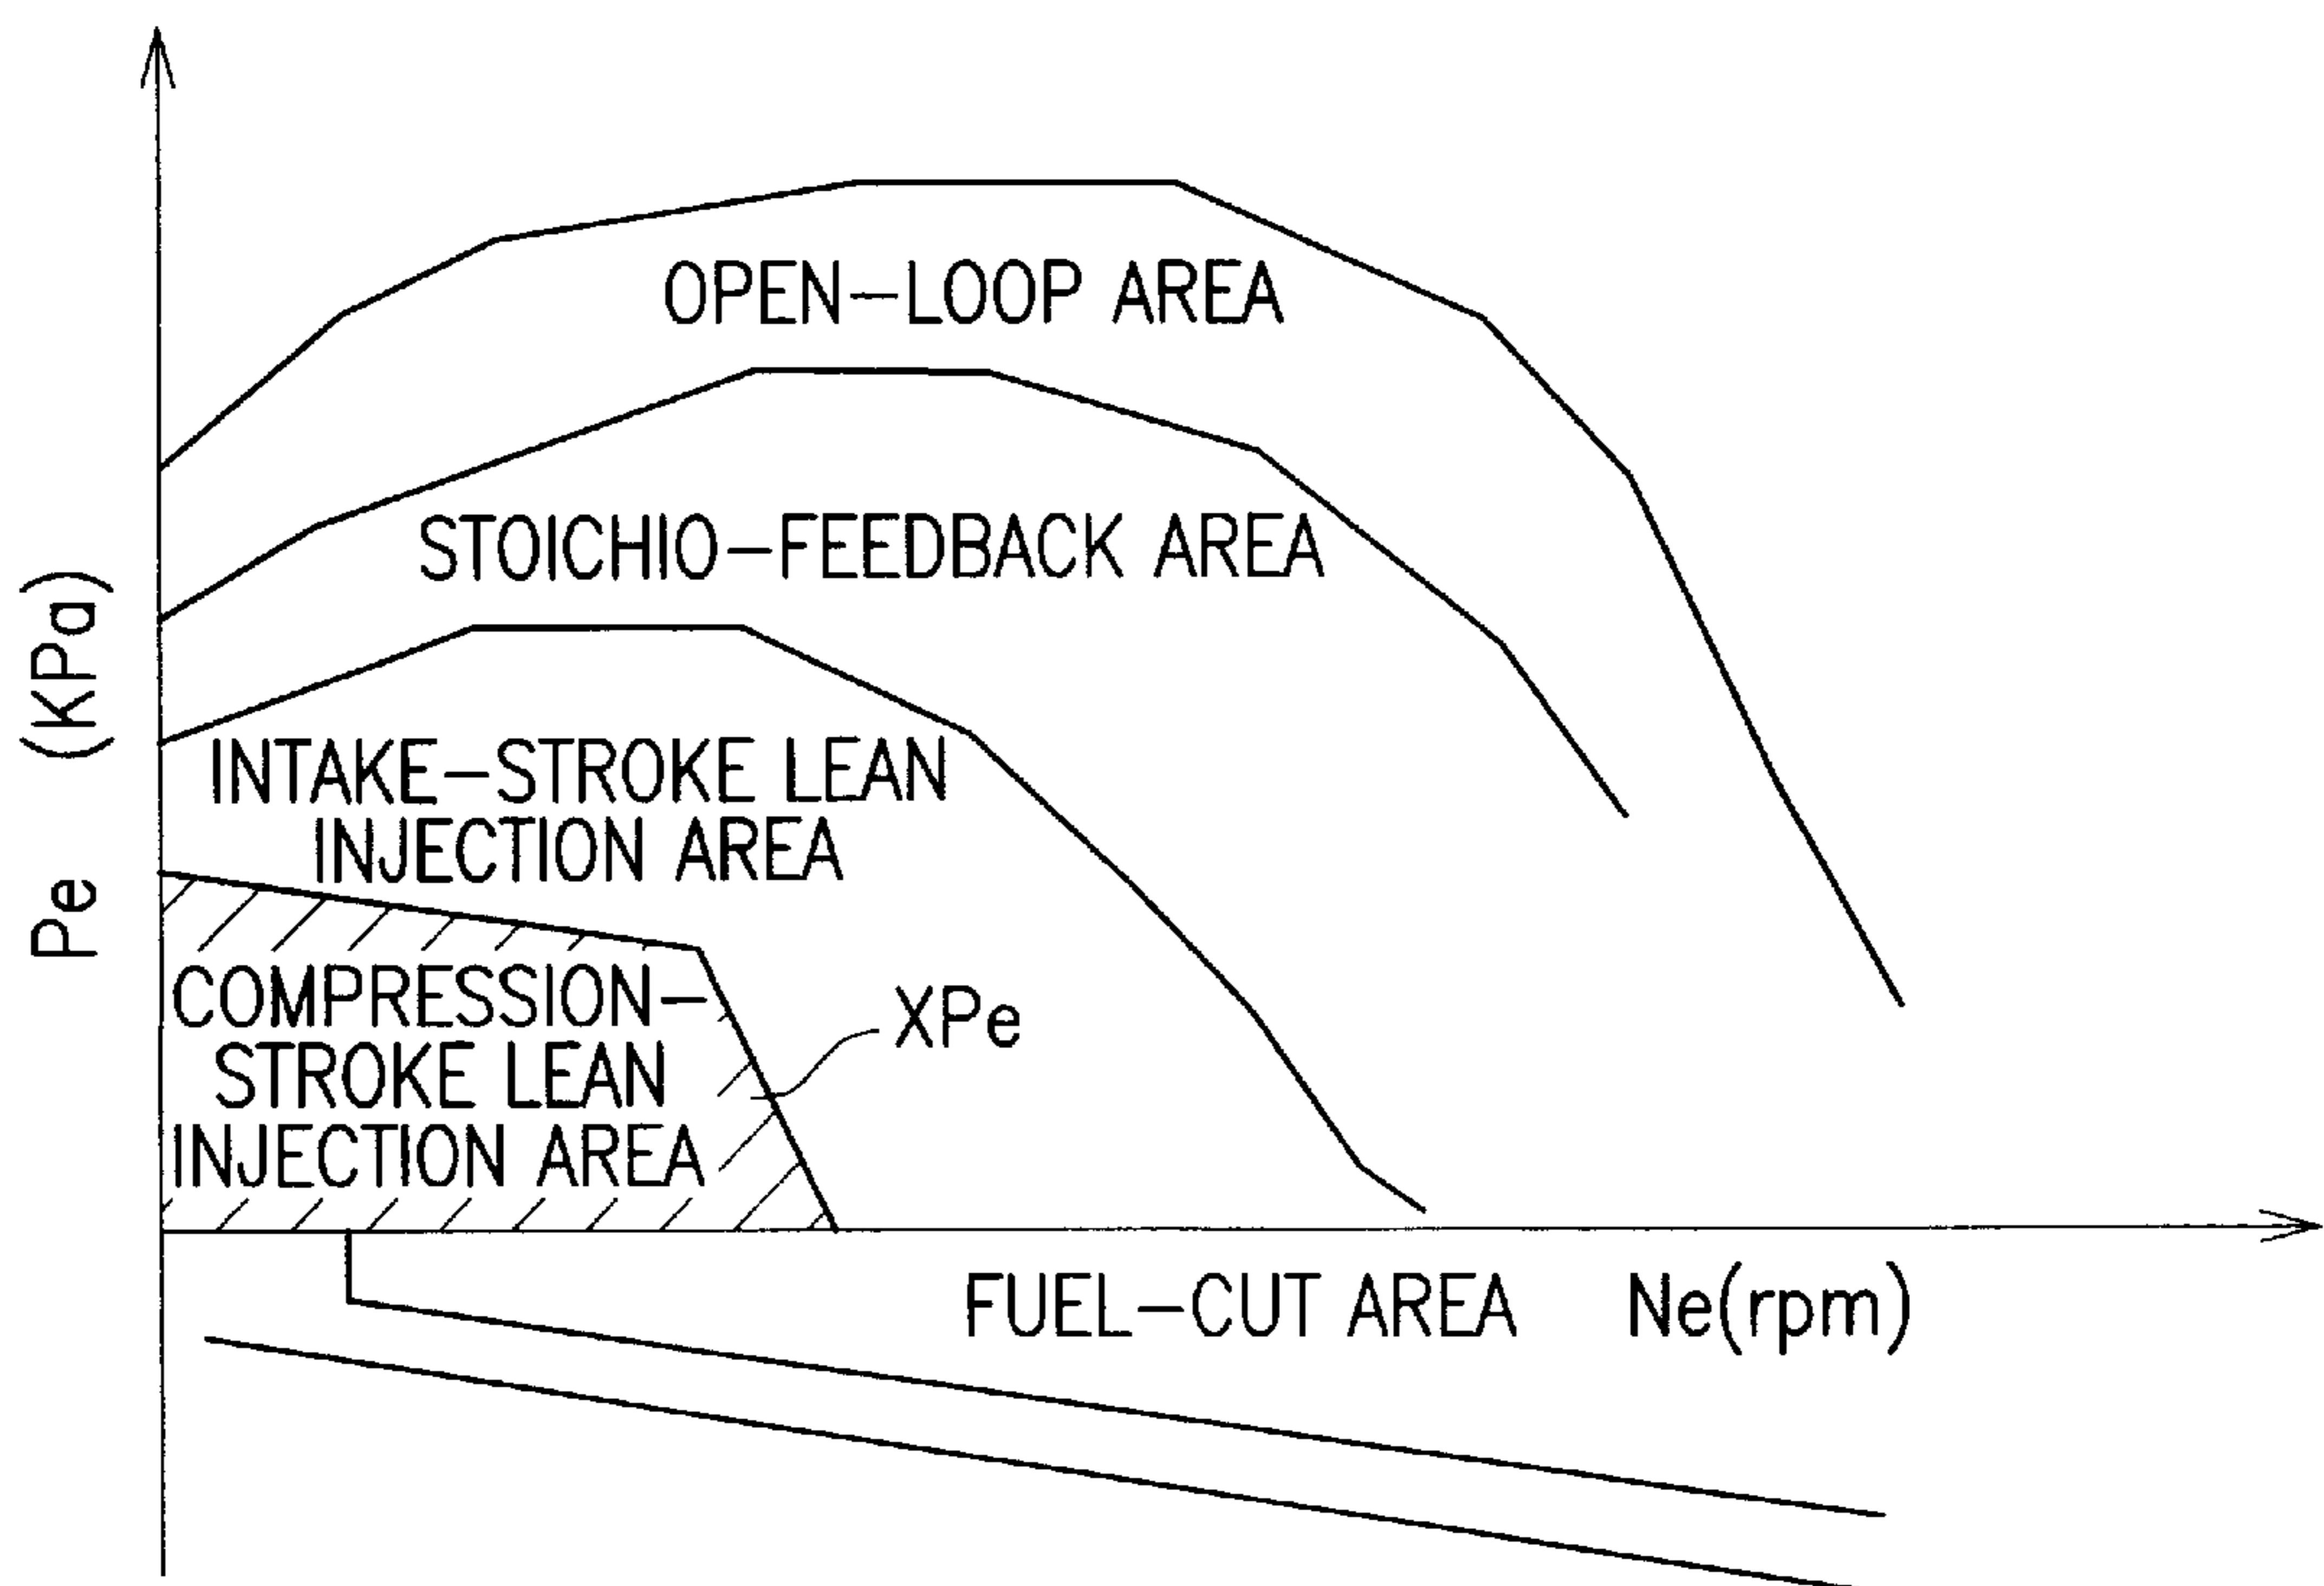 OPEN-LOOP AREA
STOICHIO-FEEDBACK AREA
Pe (KPa)
INTAKE-STROKE LEAN
INJECTION AREA
COMPRESSION-
STROKE LEAN
INJECTION AREA
XPe
FUEL-CUT AREA
Ne(rpm)